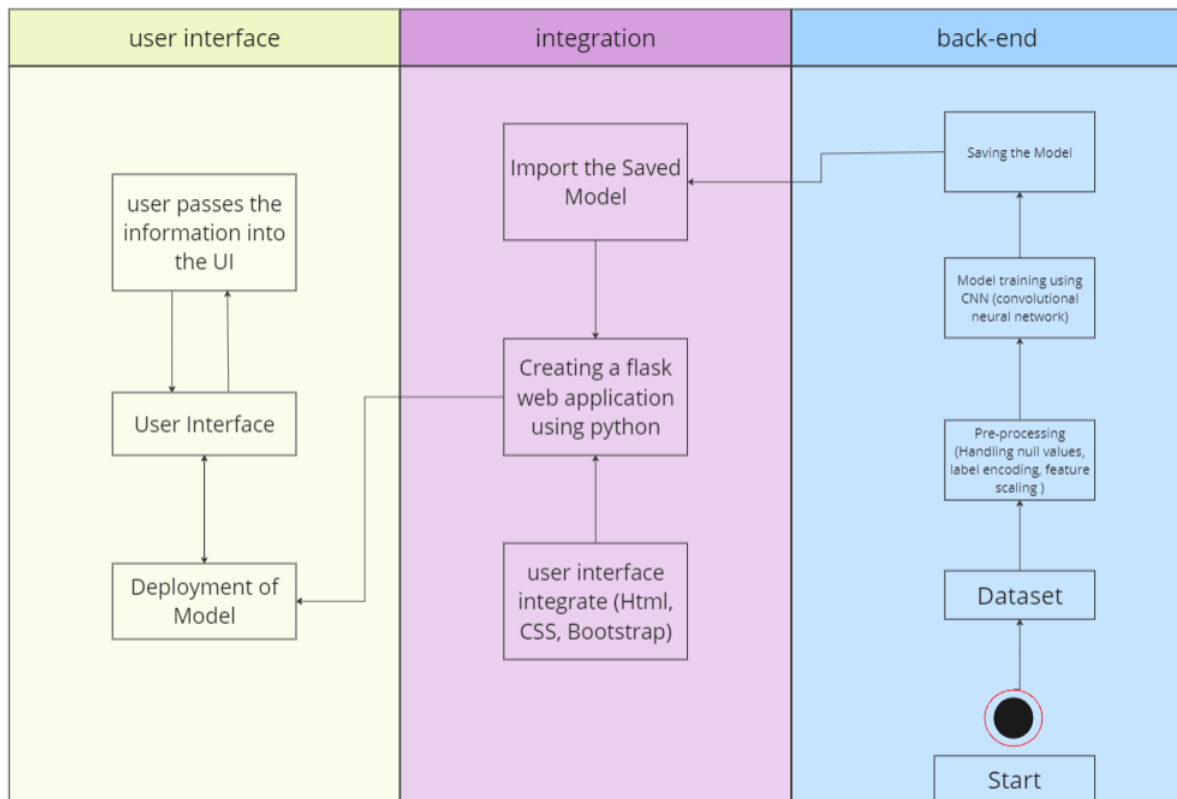 user interface
integration
back-end
user passes the
information into
the UI
User Interface
Deployment of
Model
Import the Saved
Model
Creating a flask
web application
using python
user interface
integrate (Html,
CSS, Bootstrap)
Saving the Model
Model training using
CNN (convolutional
neural network)
Pre-processing
(Handling null values,
label encoding, feature
scaling )
Dataset
Start